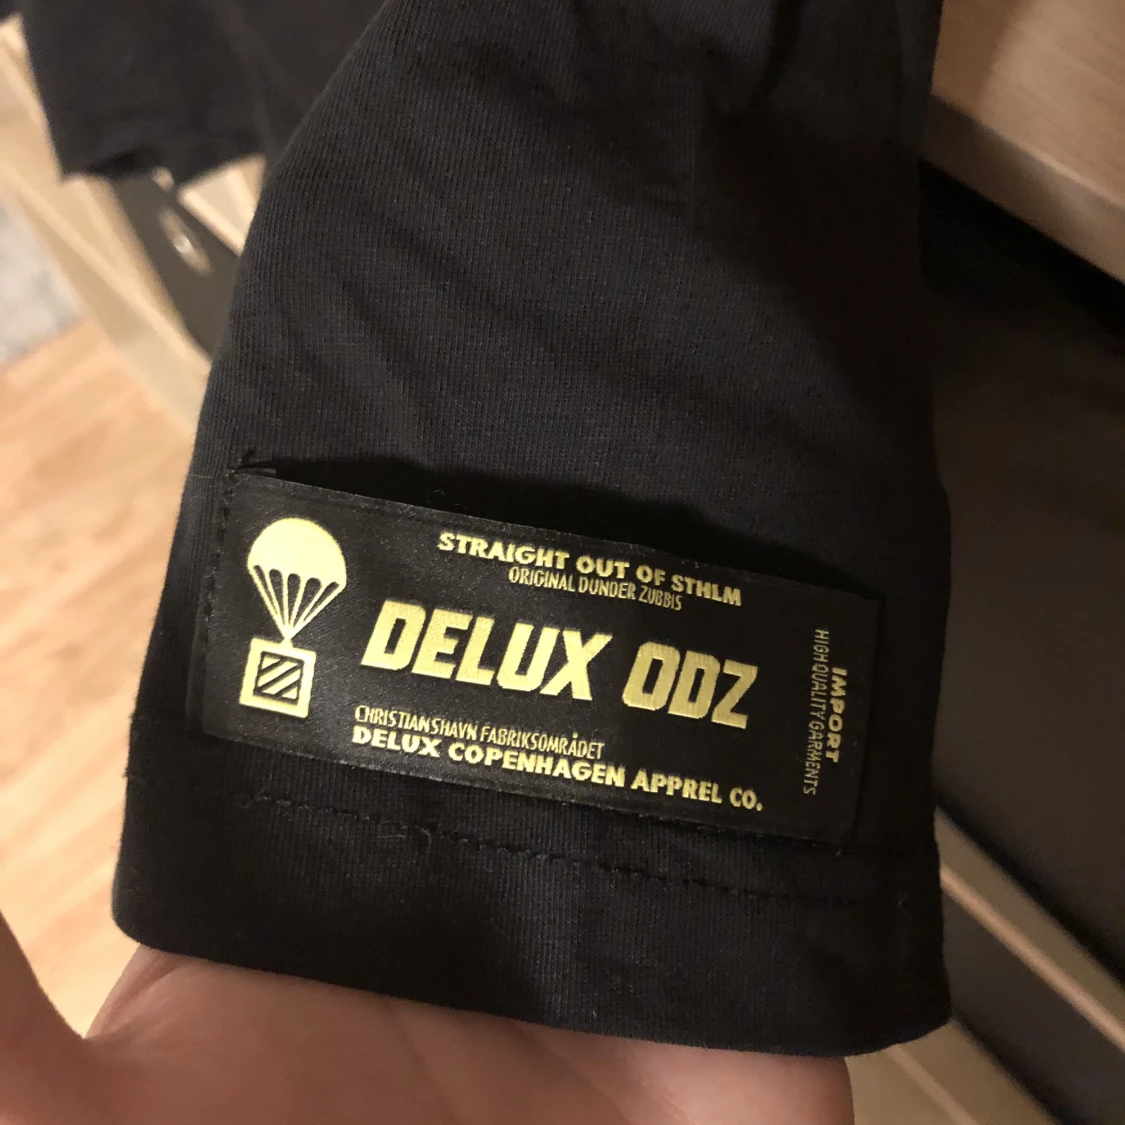 STRAIGHT OUT OF STHLM
ORIGINAL DUNDER ZUBBIS
DELUX ODZ
CHRISTIANSHAVN FABRIKSOMRÅDET
DELUX COPENHAGEN APPREL CO.
IMPORT
HIGH QUALITY GARMENTS